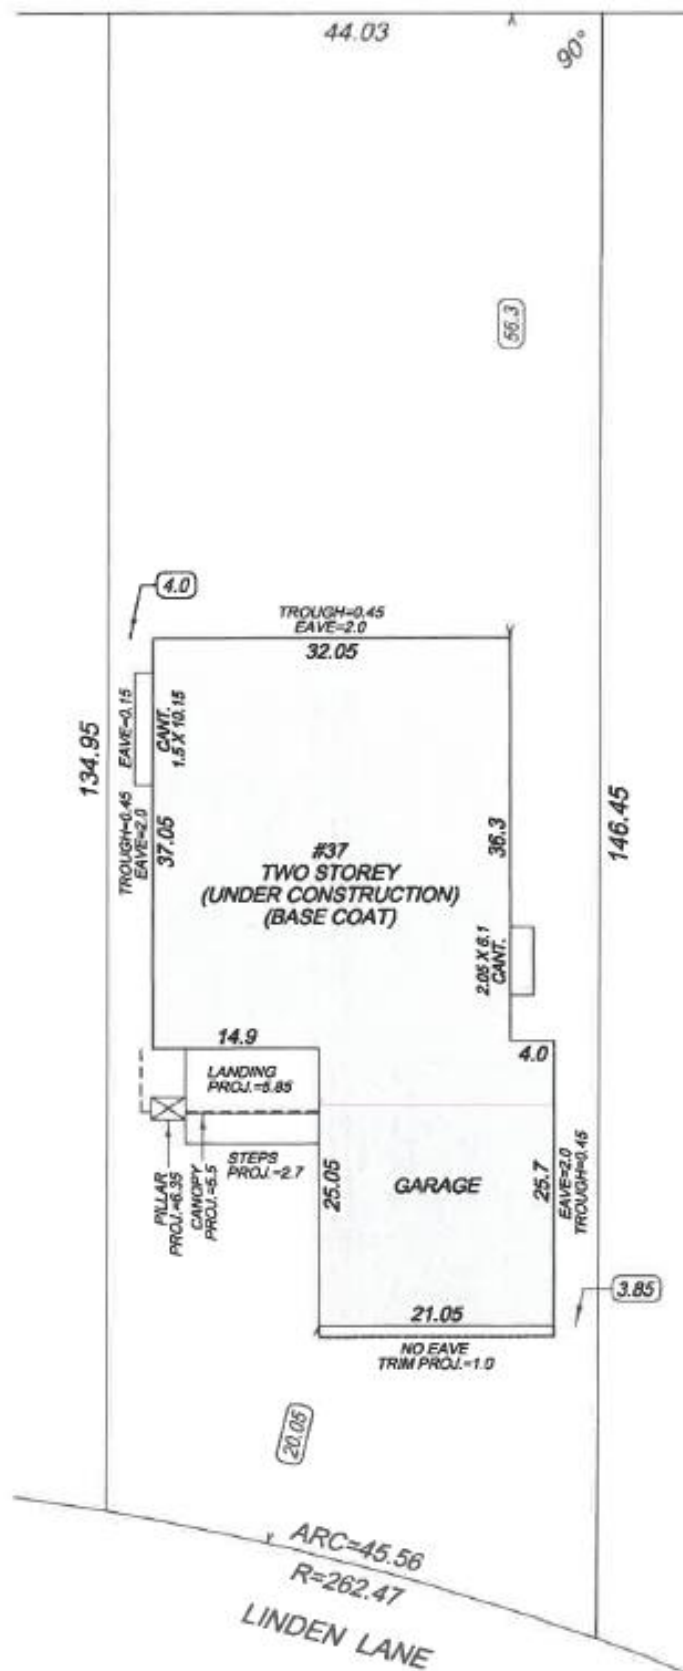 44.03
90°
56.3
4.0
TROUGH=0.45
EAVE=2.0
32.05
EAVE=0.15
CANT.
1.5 X 10.15
134.95
TROUGH=0.45
EAVE=2.0
37.05
36.3
146.45
#37
TWO STOREY
(UNDER CONSTRUCTION)
(BASE COAT)
2.05 X 6.1
CANT.
14.9
4.0
LANDING
PROJ.=5.85
STEPS
PROJ.=2.7
PILLAR
PROJ.=6.35
CANOPY
PROJ.=5.5
25.05
GARAGE
25.7
EAVE=2.0
TROUGH=0.45
3.85
21.05
NO EAVE
TRIM PROJ.=1.0
20.05
ARC=45.56
R=262.47
LINDEN LANE